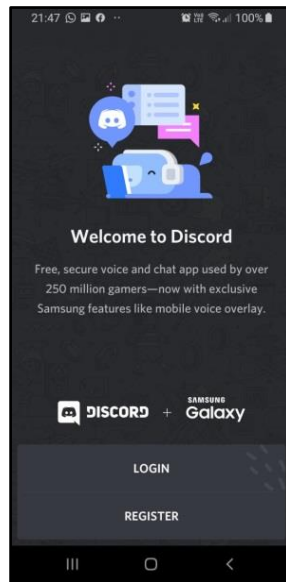 21:47
100%
Welcome to Discord
Free, secure voice and chat app used by over
250 million gamers—now with exclusive
Samsung features like mobile voice overlay.
DISCORD + SAMSUNG Galaxy
LOGIN
REGISTER